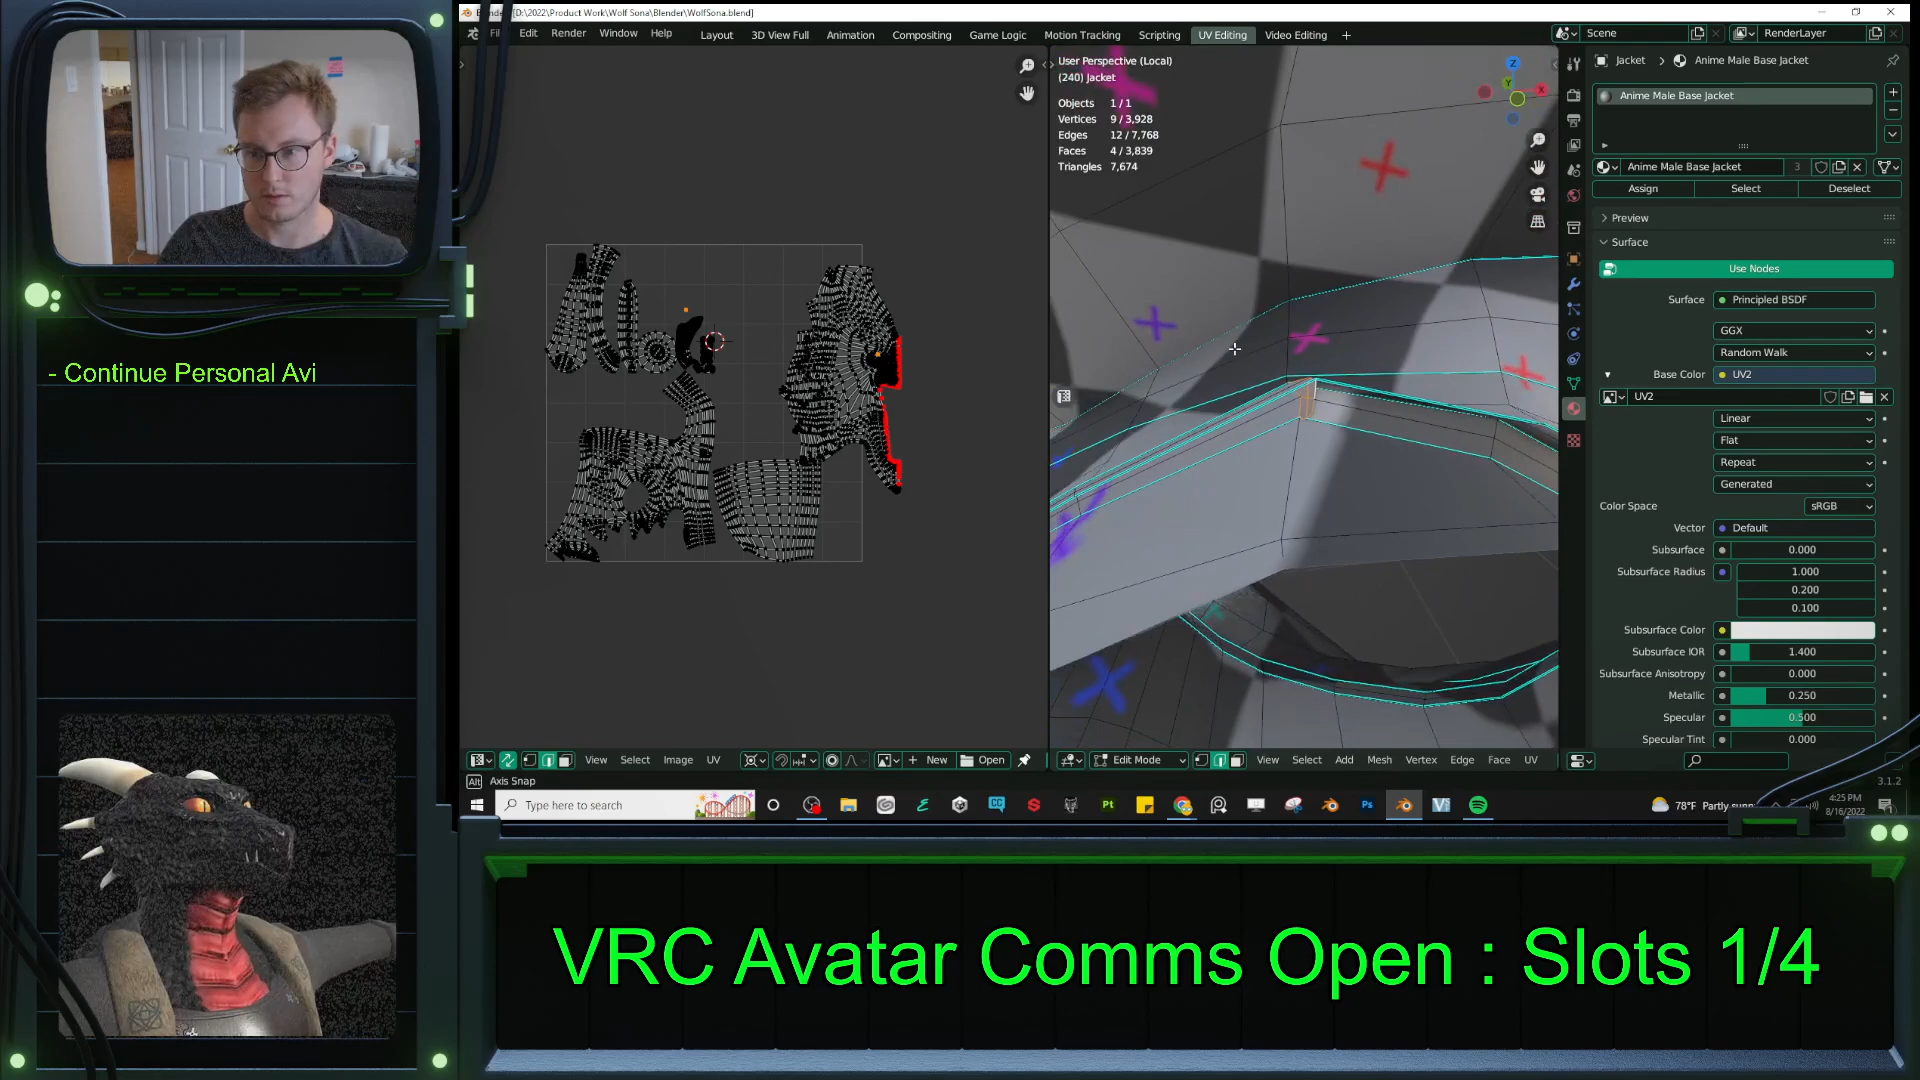 Blender [D:\2022\Product Work\Wolf Sona\Blender\WolfSona.blend]
Edit Render Window Help
Layout 3D View Full Animation Compositing Game Logic Motion Tracking Scripting UV Editing Video Editing +
Scene
RenderLayer
User Perspective (Local)
(240) Jacket
Objects 1 / 1
Vertices 9 / 3,928
Edges 12 / 7,768
Faces 4 / 3,839
Triangles 7,674
Z
Y
X
Jacket > Anime Male Base Jacket
Anime Male Base Jacket
Anime Male Base Jacket 3
Assign Select Deselect
Preview
Surface
Use Nodes
Surface Principled BSDF
GGX
Random Walk
Base Color UV2
UV2
Linear
Flat
Repeat
Generated
Color Space sRGB
Vector Default
Subsurface 0.000
Subsurface Radius 1.000
0.200
0.100
Subsurface Color
Subsurface IOR 1.400
Subsurface Anisotropy 0.000
Metallic 0.250
Specular 0.500
Specular Tint 0.000
View Select Image UV
New Open
Edit Mode
View Select Add Mesh Vertex Edge Face UV
Alt Axis Snap
3.1.2
Type here to search
78°F Partly sunny
4:25 PM
8/16/2022
- Continue Personal Avi
VRC Avatar Comms Open : Slots 1/4